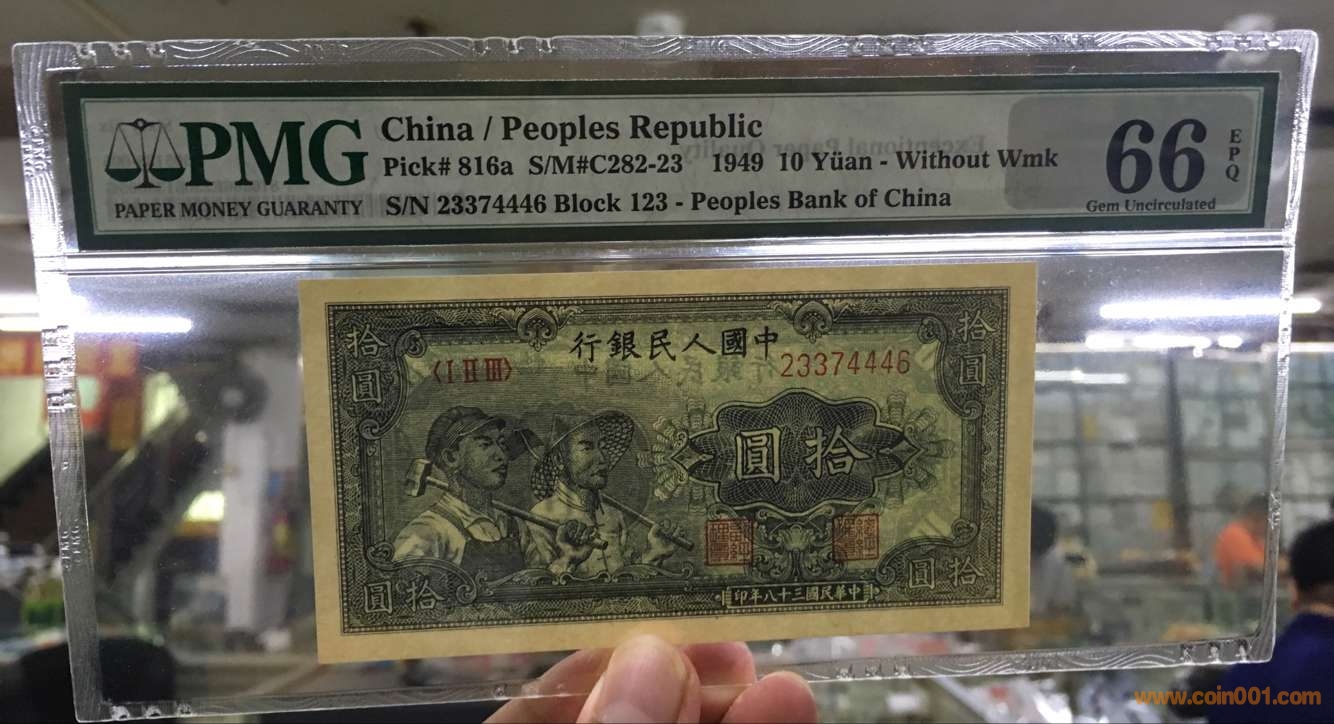 PMG
PAPER MONEY GUARANTY
China / Peoples Republic
Pick# 816a S/M#C282-23 1949 10 Yüan - Without Wmk
S/N 23374446 Block 123 - Peoples Bank of China
66
EPQ
Gem Uncirculated
中國人民銀行
拾圓
拾圓
〈I II III〉
23374446
拾圓
拾圓
拾圓
中華民國三十八年印
www.coin001.com